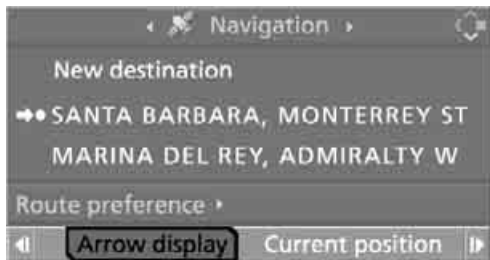 Navigation
New destination
SANTA BARBARA, MONTERREY ST
MARINA DEL REY, ADMIRALTY W
Route preference
Arrow display Current position